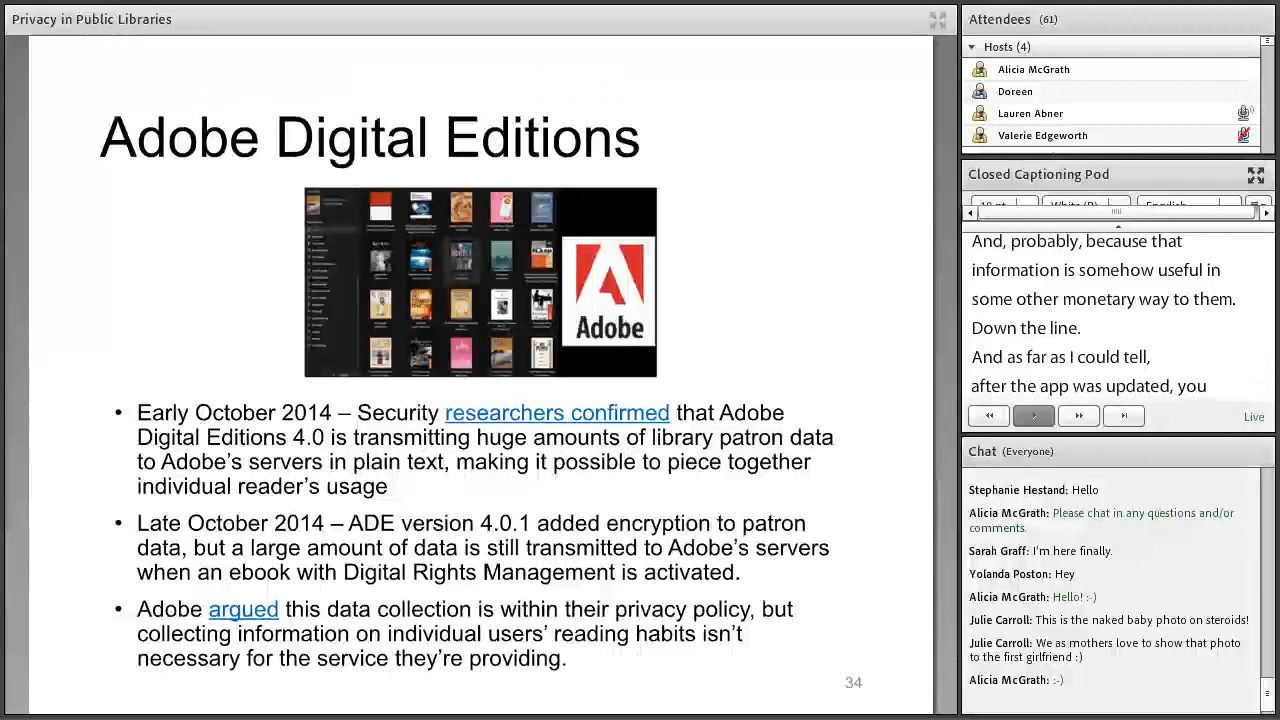 Privacy in Public Libraries
Adobe Digital Editions
Adobe
• Early October 2014 – Security researchers confirmed that Adobe
Digital Editions 4.0 is transmitting huge amounts of library patron data
to Adobe's servers in plain text, making it possible to piece together
individual reader's usage
• Late October 2014 – ADE version 4.0.1 added encryption to patron
data, but a large amount of data is still transmitted to Adobe's servers
when an ebook with Digital Rights Management is activated.
• Adobe argued this data collection is within their privacy policy, but
collecting information on individual users' reading habits isn't
necessary for the service they're providing.
34
Attendees (61)
Hosts (4)
Alicia McGrath
Doreen
Lauren Abner
Valerie Edgeworth
Closed Captioning Pod
English
And probably, because that
information is somehow useful in
some other monetary way to them.
Down the line.
And as far as I could tell,
after the app was updated, you
Live
Chat (Everyone)
Stephanie Hestand: Hello
Alicia McGrath: Please chat in any questions and/or
comments.
Sarah Graff: I'm here finally.
Yolanda Poston: Hey
Alicia McGrath: Hello! :-)
Julie Carroll: This is the naked baby photo on steroids!
Julie Carroll: We as mothers love to show that photo
to the first girlfriend :)
Alicia McGrath: :-)